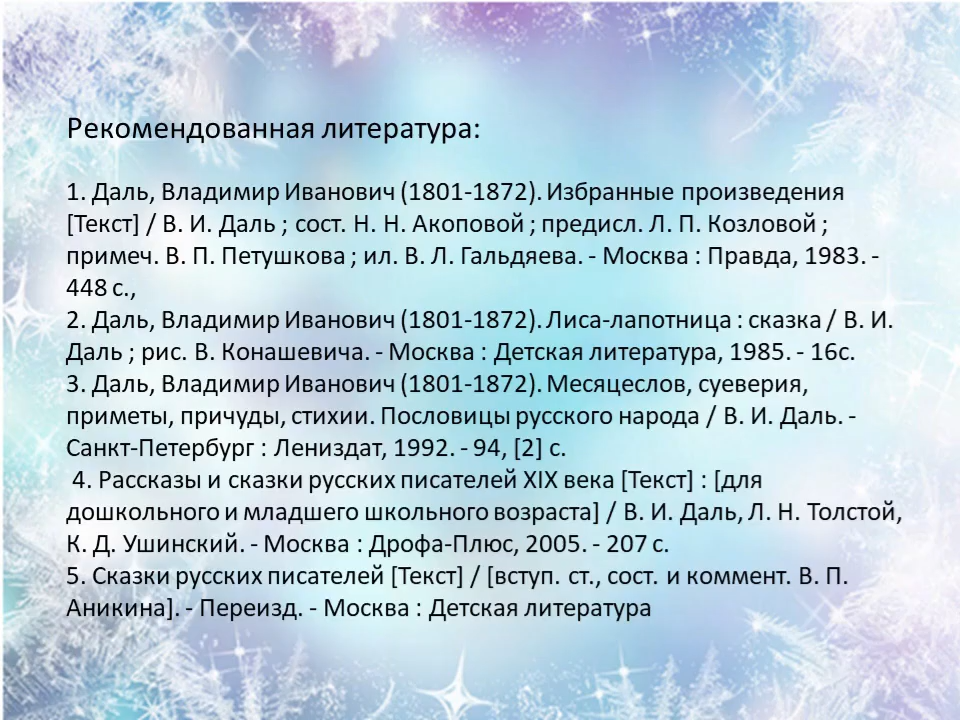 Рекомендованная литература:
1. Даль, Владимир Иванович (1801-1872). Избранные произведения
[Текст] / В. И. Даль ; сост. Н. Н. Акоповой ; предисл. Л. П. Козловой ;
примеч. В. П. Петушкова ; ил. В. Л. Гальдяева. - Москва : Правда, 1983. -
448 с.,
2. Даль, Владимир Иванович (1801-1872). Лиса-лапотница : сказка / В. И.
Даль ; рис. В. Конашевича. - Москва : Детская литература, 1985. - 16с.
3. Даль, Владимир Иванович (1801-1872). Месяцеслов, суеверия,
приметы, причуды, стихии. Пословицы русского народа / В. И. Даль. -
Санкт-Петербург : Лениздат, 1992. - 94, [2] с.
4. Рассказы и сказки русских писателей XIX века [Текст] : [для
дошкольного и младшего школьного возраста] / В. И. Даль, Л. Н. Толстой,
К. Д. Ушинский. - Москва : Дрофа-Плюс, 2005. - 207 с.
5. Сказки русских писателей [Текст] / [вступ. ст., сост. и коммент. В. П.
Аникина]. - Переизд. - Москва : Детская литература